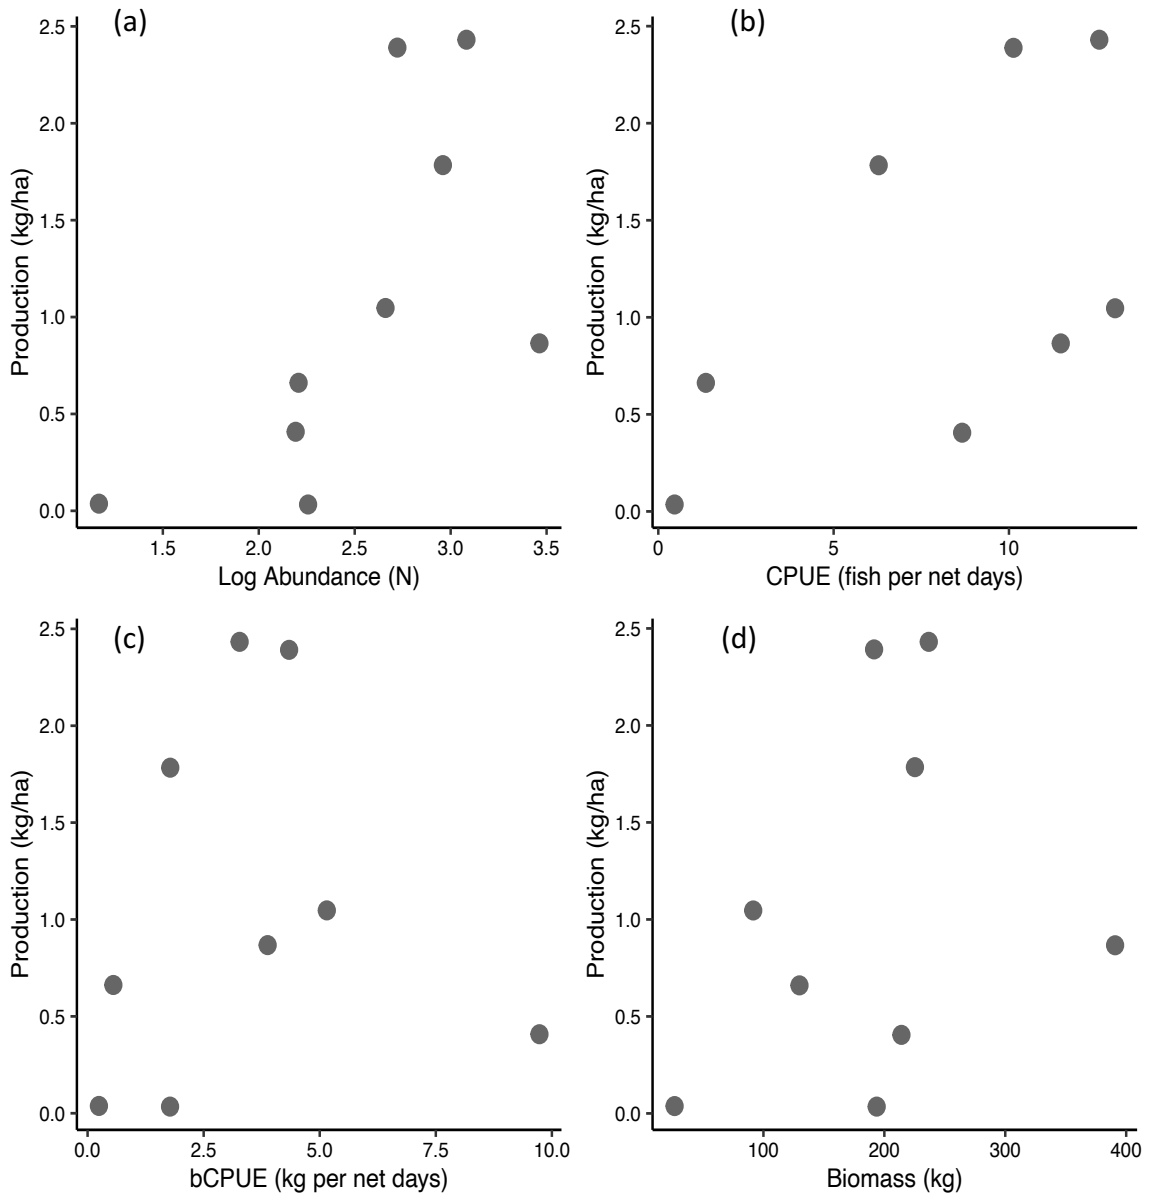 (a)
2.5
2.0
1.5
1.0
0.5
0.0
Production (kg/ha)
1.5 2.0 2.5 3.0 3.5
Log Abundance (N)
(b)
2.5
2.0
1.5
1.0
0.5
0.0
Production (kg/ha)
0 5 10
CPUE (fish per net days)
(c)
2.5
2.0
1.5
1.0
0.5
0.0
Production (kg/ha)
0.0 2.5 5.0 7.5 10.0
bCPUE (kg per net days)
(d)
2.5
2.0
1.5
1.0
0.5
0.0
Production (kg/ha)
100 200 300 400
Biomass (kg)